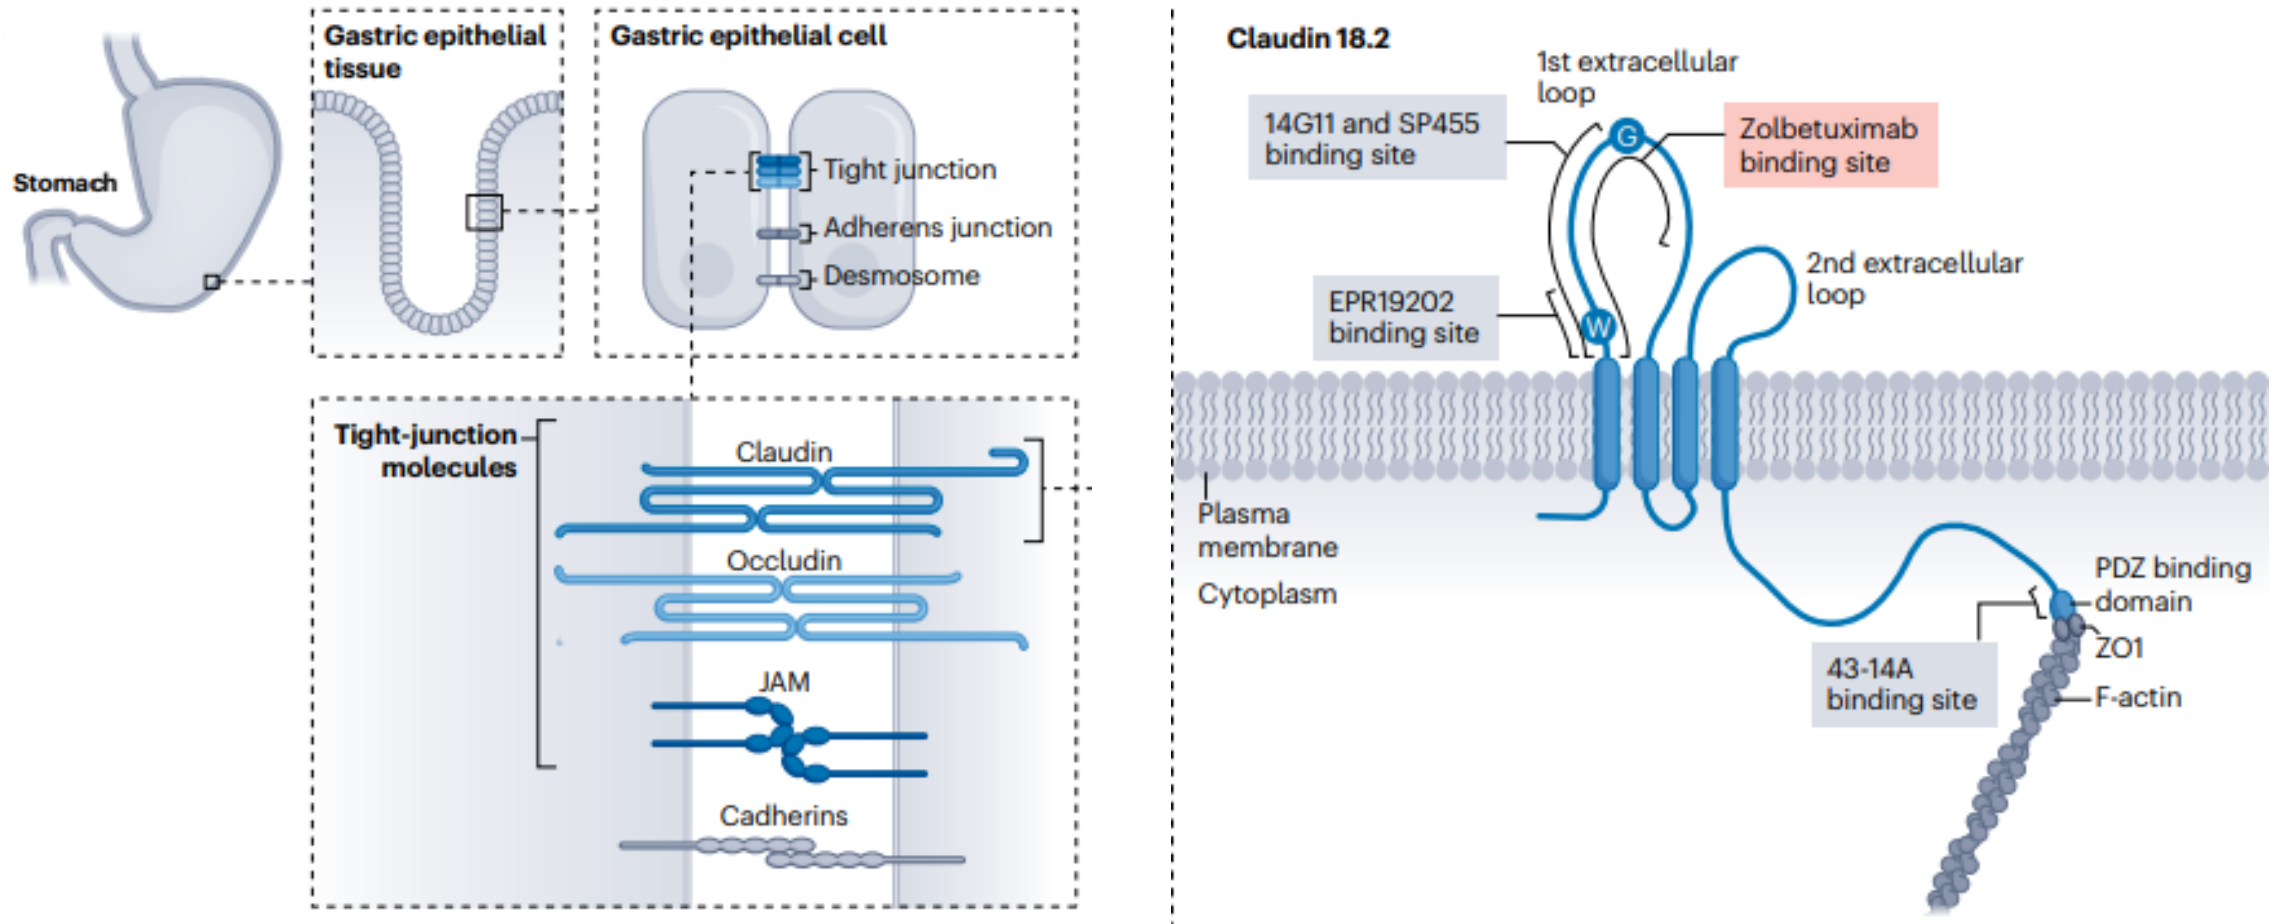 Stomach
Gastric epithelial
tissue
Gastric epithelial cell
Tight junction
Adherens junction
Desmosome
Tight-junction
molecules
Claudin
Occludin
JAM
Cadherins
Claudin 18.2
1st extracellular
loop
14G11 and SP455
binding site
G
Zolbetuximab
binding site
EPR19202
binding site
W
2nd extracellular
loop
Plasma
membrane
Cytoplasm
PDZ binding
domain
ZO1
43-14A
binding site
F-actin